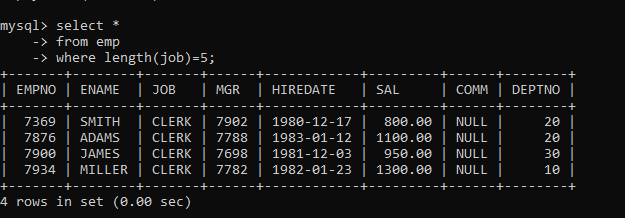 mysql> select *
    -> from emp
    -> where length(job)=5;
+-------+--------+-------+------+------------+---------+------+--------+
| EMPNO | ENAME  | JOB   | MGR  | HIREDATE   | SAL     | COMM | DEPTNO |
+-------+--------+-------+------+------------+---------+------+--------+
|  7369 | SMITH  | CLERK | 7902 | 1980-12-17 |  800.00 | NULL |     20 |
|  7876 | ADAMS  | CLERK | 7788 | 1983-01-12 | 1100.00 | NULL |     20 |
|  7900 | JAMES  | CLERK | 7698 | 1981-12-03 |  950.00 | NULL |     30 |
|  7934 | MILLER | CLERK | 7782 | 1982-01-23 | 1300.00 | NULL |     10 |
+-------+--------+-------+------+------------+---------+------+--------+
4 rows in set (0.00 sec)